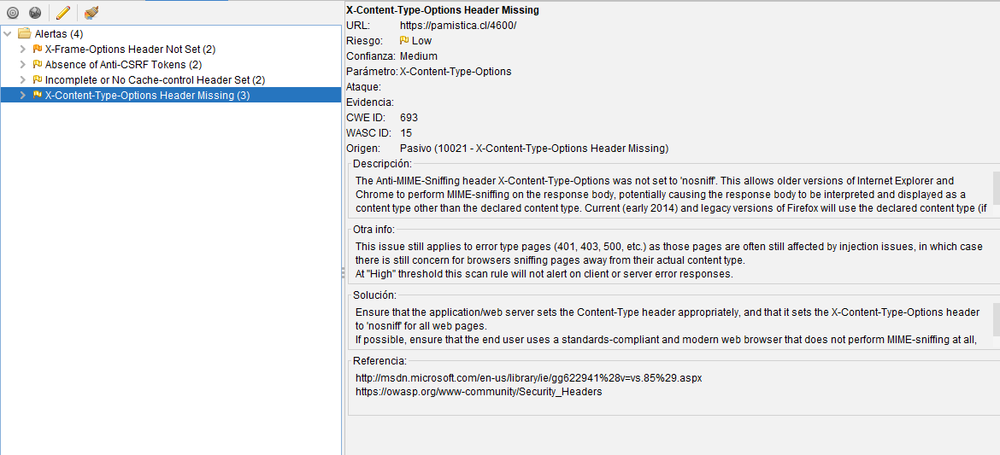 Alertas (4)
X-Frame-Options Header Not Set (2)
Absence of Anti-CSRF Tokens (2)
Incomplete or No Cache-control Header Set (2)
X-Content-Type-Options Header Missing (3)
X-Content-Type-Options Header Missing
URL: https://pamistica.cl/4600/
Riesgo: Low
Confianza: Medium
Parámetro: X-Content-Type-Options
Ataque:
Evidencia:
CWE ID: 693
WASC ID: 15
Origen: Pasivo (10021 - X-Content-Type-Options Header Missing)
Descripción:
The Anti-MIME-Sniffing header X-Content-Type-Options was not set to 'nosniff'. This allows older versions of Internet Explorer and
Chrome to perform MIME-sniffing on the response body, potentially causing the response body to be interpreted and displayed as a
content type other than the declared content type. Current (early 2014) and legacy versions of Firefox will use the declared content type (if
Otra info:
This issue still applies to error type pages (401, 403, 500, etc.) as those pages are often still affected by injection issues, in which case
there is still concern for browsers sniffing pages away from their actual content type.
At "High" threshold this scan rule will not alert on client or server error responses.
Solución:
Ensure that the application/web server sets the Content-Type header appropriately, and that it sets the X-Content-Type-Options header
to 'nosniff' for all web pages.
If possible, ensure that the end user uses a standards-compliant and modern web browser that does not perform MIME-sniffing at all,
Referencia:
http://msdn.microsoft.com/en-us/library/ie/gg622941%28v=vs.85%29.aspx
https://owasp.org/www-community/Security_Headers